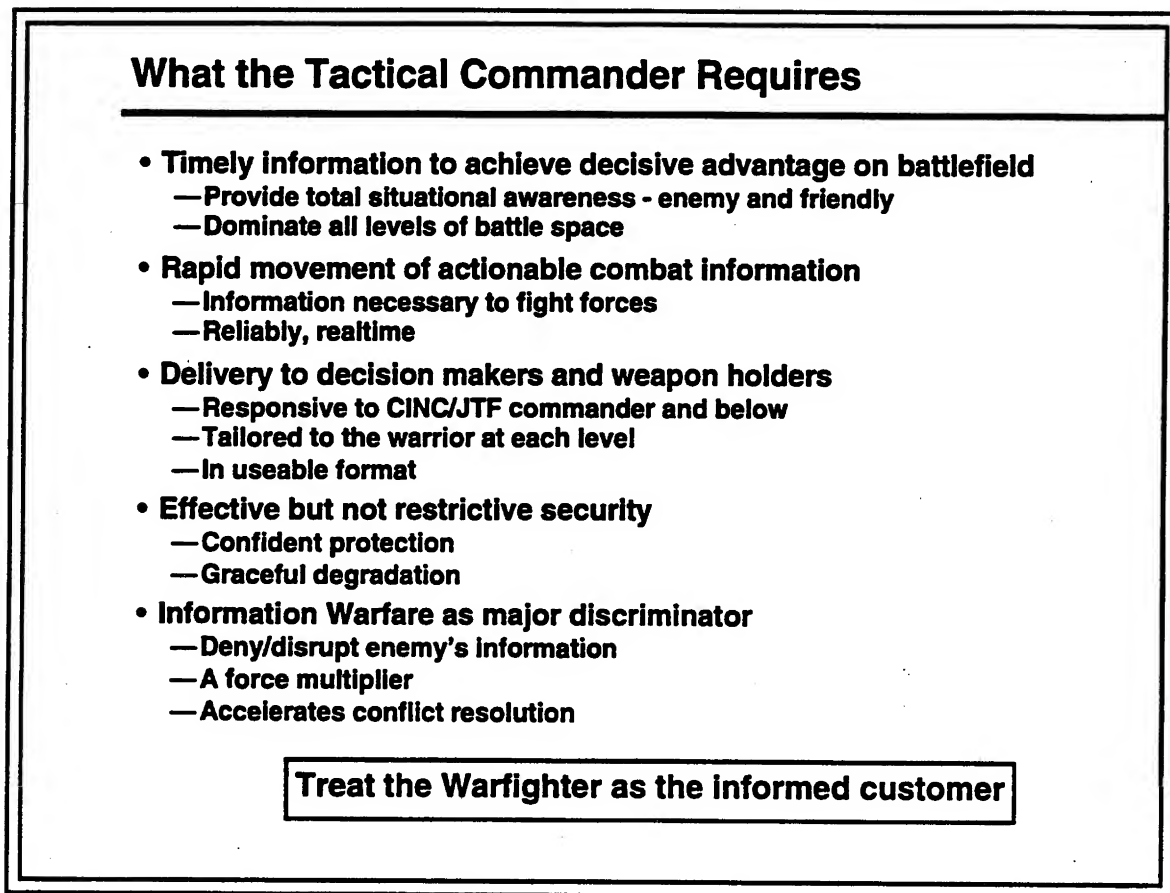 What the Tactical Commander Requires
• Timely information to achieve decisive advantage on battlefield
—Provide total situational awareness - enemy and friendly
—Dominate all levels of battle space
• Rapid movement of actionable combat information
—Information necessary to fight forces
—Reliably, realtime
• Delivery to decision makers and weapon holders
—Responsive to CINC/JTF commander and below
—Tailored to the warrior at each level
—In useable format
• Effective but not restrictive security
—Confident protection
—Graceful degradation
• Information Warfare as major discriminator
—Deny/disrupt enemy's information
—A force multiplier
—Accelerates conflict resolution
Treat the Warfighter as the informed customer